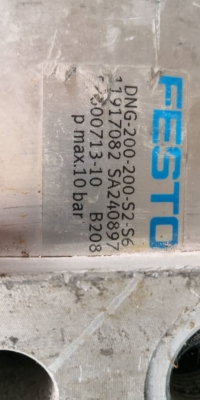 FESTO
DNG-200-200-S2-S6
11917082 SA240897
00713-10 B208
p max.10 bar